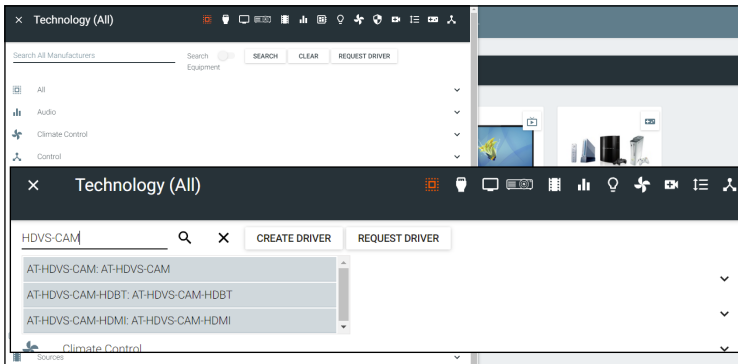 × Technology (All)
Search All Manufacturers
Search Equipment
SEARCH
CLEAR
REQUEST DRIVER
All
Audio
Climate Control
Control
× Technology (All)
HDVS-CAM
CREATE DRIVER
REQUEST DRIVER
AT-HDVS-CAM: AT-HDVS-CAM
AT-HDVS-CAM-HDBT: AT-HDVS-CAM-HDBT
AT-HDVS-CAM-HDMI: AT-HDVS-CAM-HDMI
Climate Control
Sources